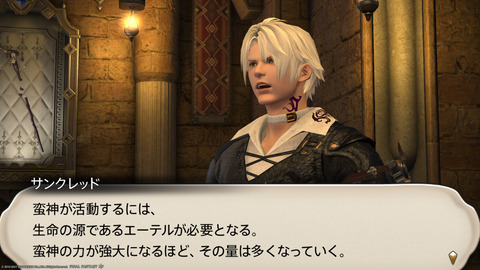 サンクレッド
蛮神が活動するには、
生命の源であるエーテルが必要となる。
蛮神の力が強大になるほど、その量は多くなっていく。